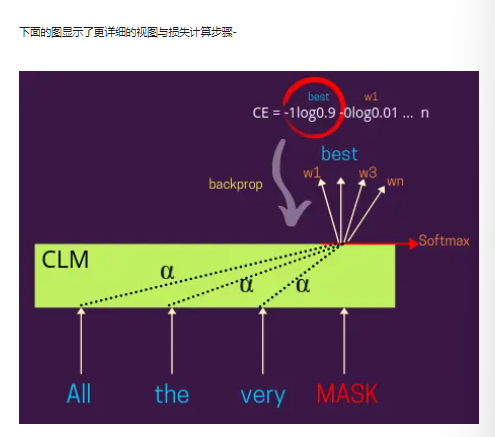 下面的图显示了更详细的视图与损失计算步骤-
best w1
CE = -1log0.9 -0log0.01 ... n
best
w1 w3 wn
backprop
Softmax
CLM
α α α
All the very MASK